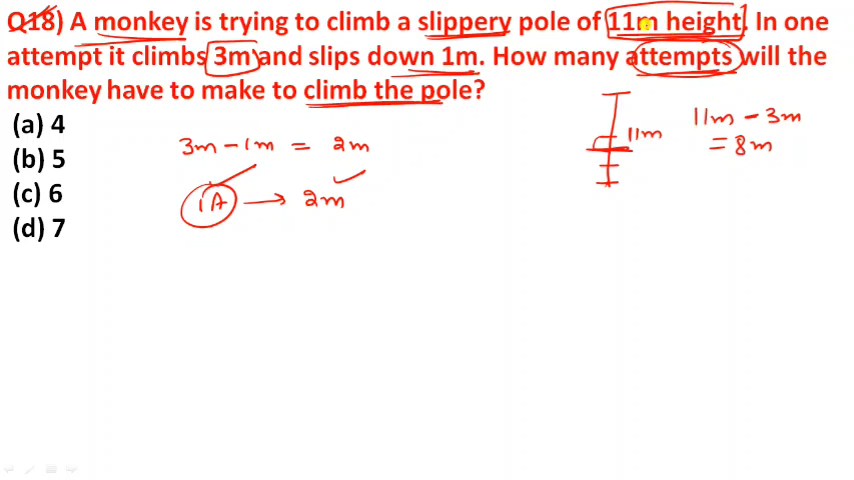 Q18) A monkey is trying to climb a slippery pole of 11m height. In one
attempt it climbs 3m and slips down 1m. How many attempts will the
monkey have to make to climb the pole?
(a) 4
(b) 5
(c) 6
(d) 7
3m - 1m = 2m
1A → 2m
11m
11m - 3m
= 8m